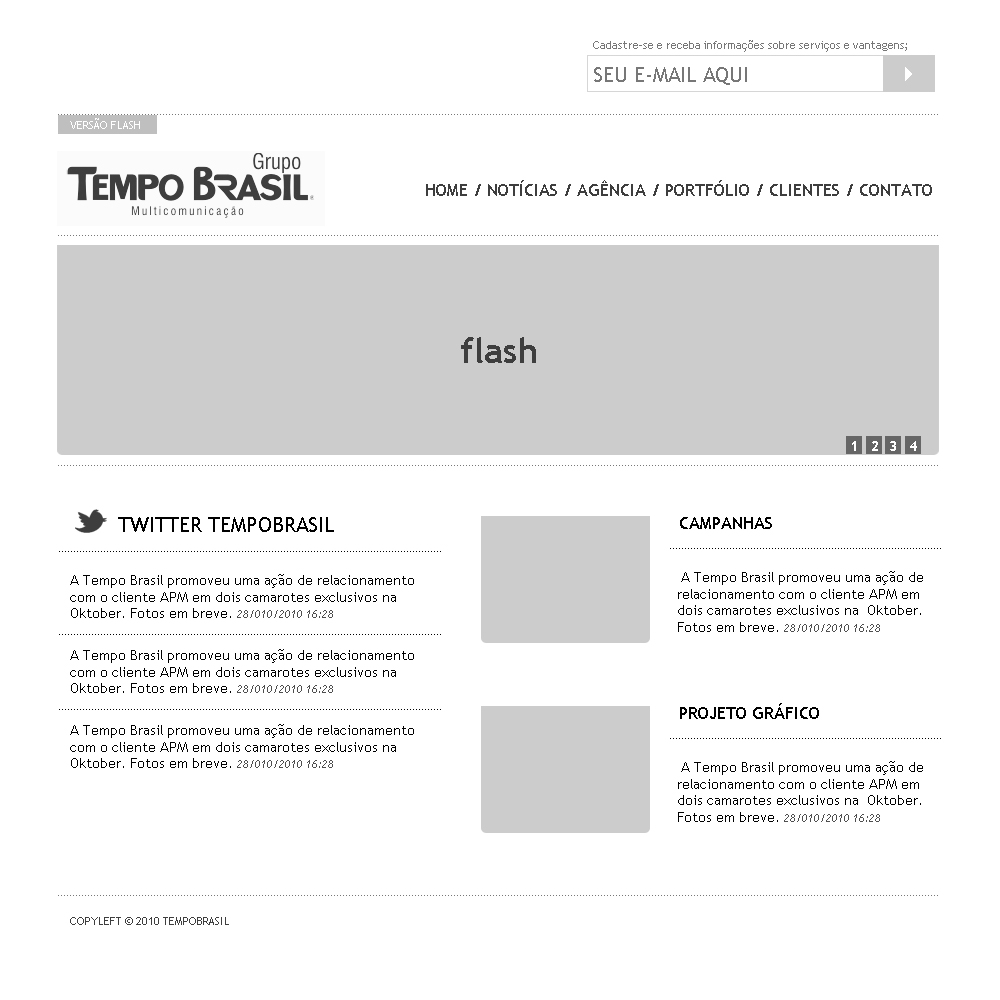 Cadastre-se e receba informações sobre serviços e vantagens;
SEU E-MAIL AQUI
VERSÃO FLASH
Grupo
TEMPO BRASIL
Multicomunicação
HOME / NOTÍCIAS / AGÊNCIA / PORTFÓLIO / CLIENTES / CONTATO
flash
1 2 3 4
TWITTER TEMPOBRASIL
A Tempo Brasil promoveu uma ação de relacionamento
com o cliente APM em dois camarotes exclusivos na
Oktober. Fotos em breve. 28/010/2010 16:28
A Tempo Brasil promoveu uma ação de relacionamento
com o cliente APM em dois camarotes exclusivos na
Oktober. Fotos em breve. 28/010/2010 16:28
A Tempo Brasil promoveu uma ação de relacionamento
com o cliente APM em dois camarotes exclusivos na
Oktober. Fotos em breve. 28/010/2010 16:28
CAMPANHAS
A Tempo Brasil promoveu uma ação de
relacionamento com o cliente APM em
dois camarotes exclusivos na Oktober.
Fotos em breve. 28/010/2010 16:28
PROJETO GRÁFICO
A Tempo Brasil promoveu uma ação de
relacionamento com o cliente APM em
dois camarotes exclusivos na Oktober.
Fotos em breve. 28/010/2010 16:28
COPYLEFT © 2010 TEMPOBRASIL